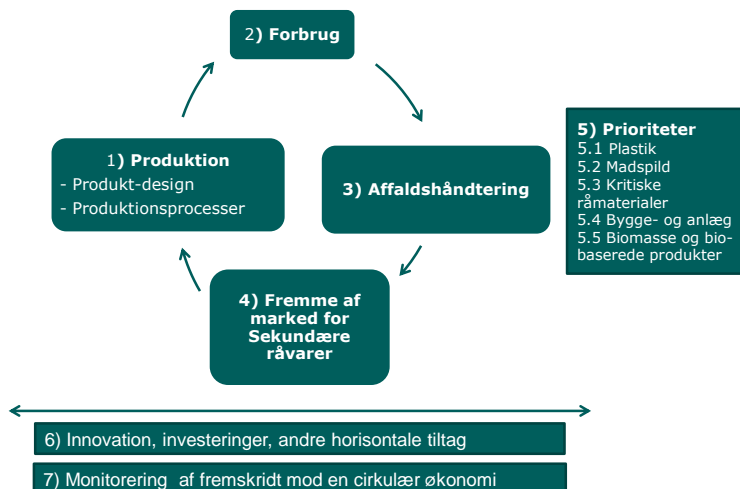 2) Forbrug
1) Produktion
- Produkt-design
- Produktionsprocesser
3) Affaldshåndtering
4) Fremme af
marked for
Sekundære
råvarer
5) Prioriteter
5.1 Plastik
5.2 Madspild
5.3 Kritiske
råmaterialer
5.4 Bygge- og anlæg
5.5 Biomasse og bio-
baserede produkter
6) Innovation, investeringer, andre horisontale tiltag
7) Monitorering af fremskridt mod en cirkulær økonomi